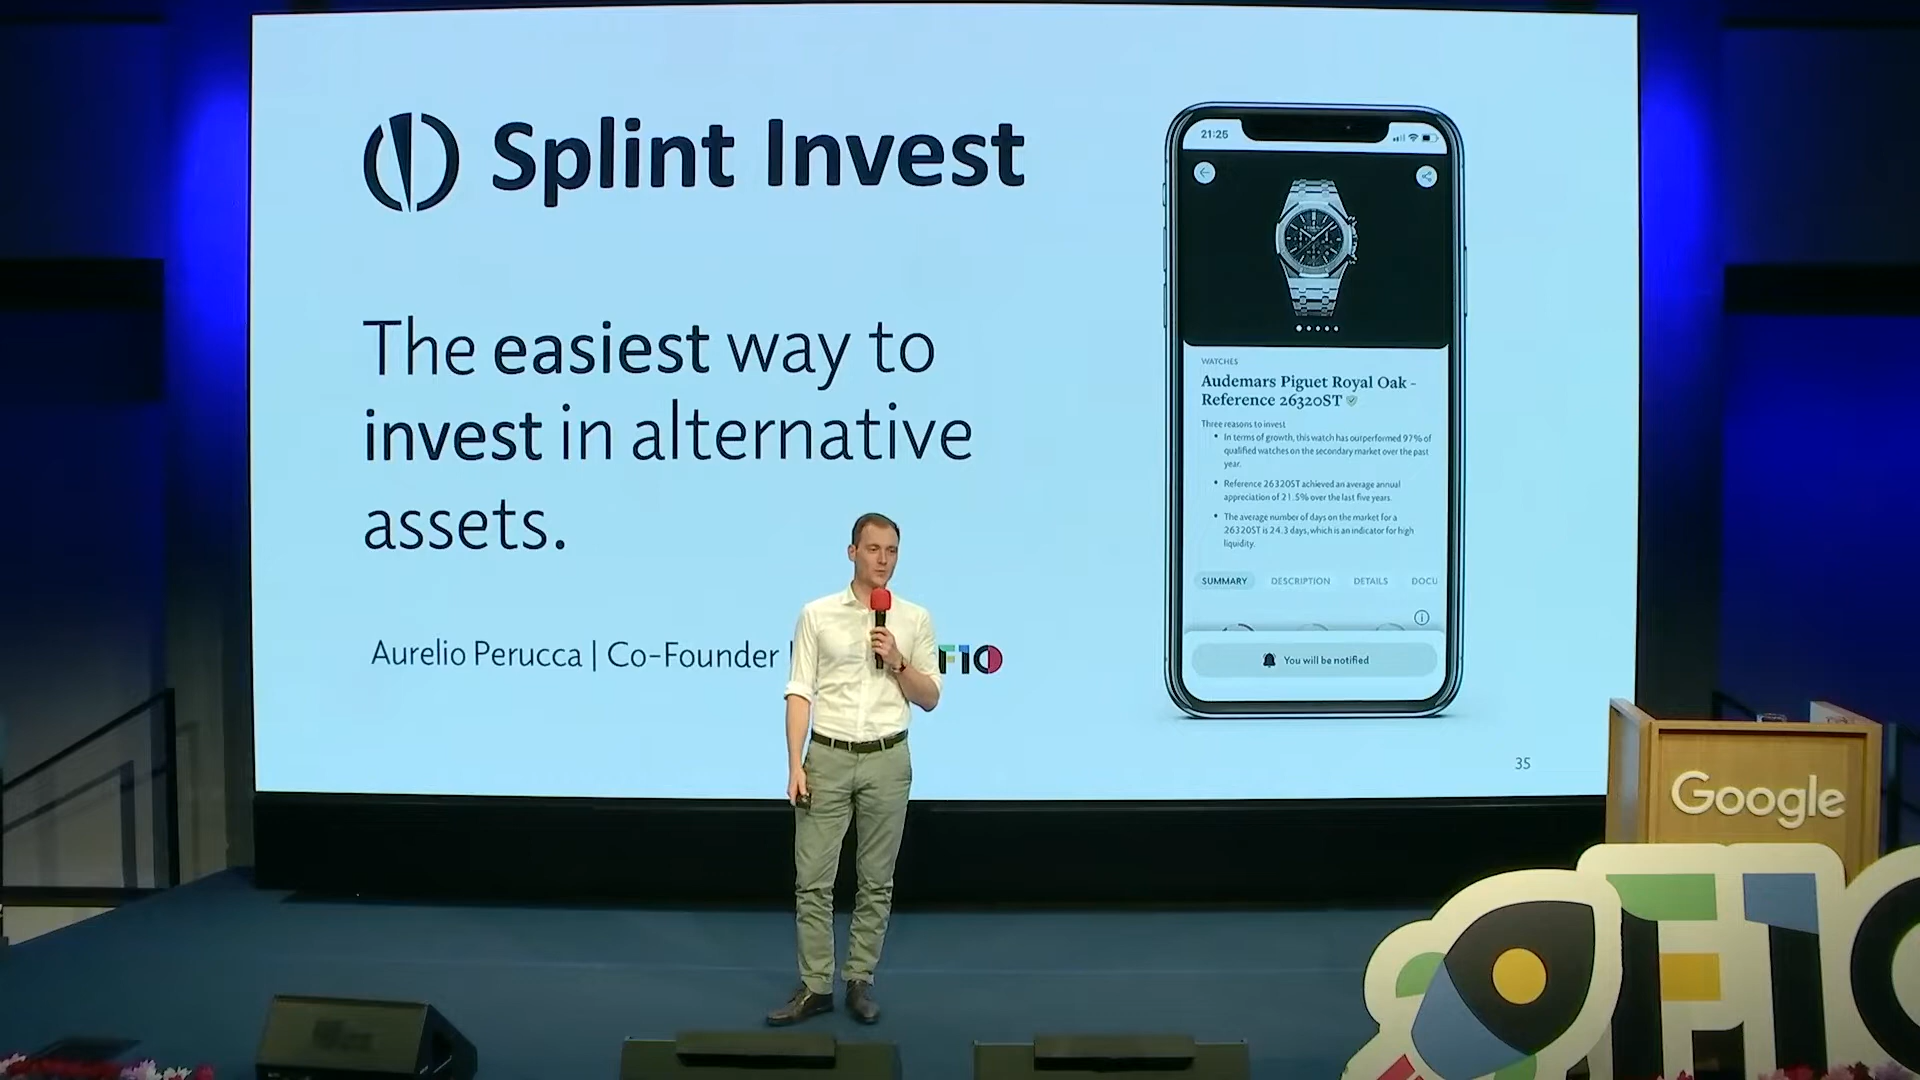 Splint Invest
The easiest way to
invest in alternative
assets.
Aurelio Perucca | Co-Founder |
F10
21:25
WATCHES
Audemars Piguet Royal Oak -
Reference 26320ST
Three reasons to invest
• In terms of growth, this watch has outperformed 97% of
qualified watches on the secondary market over the past
year.
• Reference 26320ST achieved an average annual
appreciation of 21.5% over the last five years.
• The average number of days on the market for a
26320ST is 24.3 days, which is an indicator for high
liquidity.
SUMMARY DESCRIPTION DETAILS DOCU
You will be notified
35
Google
F10